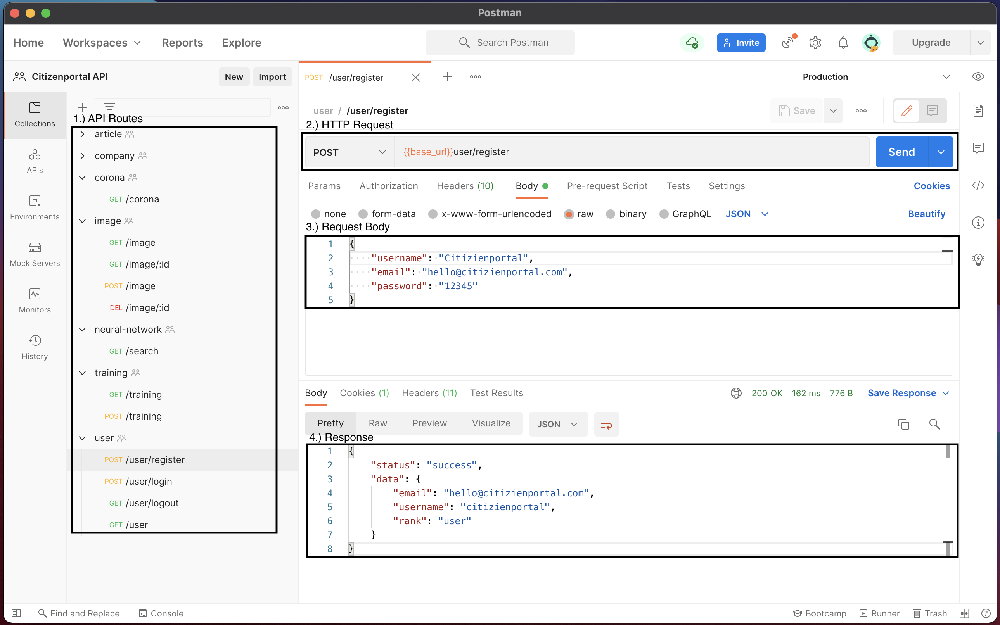 Postman
Home Workspaces Reports Explore Search Postman Invite Upgrade
Citizenportal API New Import POST /user/register Production
Collections
APIs
Environments
Mock Servers
Monitors
History
1.) API Routes
article
company
corona
GET /corona
image
GET /image
GET /image/:id
POST /image
DEL /image/:id
neural-network
GET /search
training
GET /training
POST /training
user
POST /user/register
POST /user/login
GET /user/logout
GET /user
user / /user/register Save
2.) HTTP Request
POST {{base_url}}user/register Send
Params Authorization Headers (10) Body Pre-request Script Tests Settings Cookies
none form-data x-www-form-urlencoded raw binary GraphQL JSON Beautify
3.) Request Body
1 {
2 "username": "Citizienportal",
3 "email": "hello@citizienportal.com",
4 "password": "12345"
5 }
Body Cookies (1) Headers (11) Test Results 200 OK 162 ms 776 B Save Response
Pretty Raw Preview Visualize JSON
4.) Response
1 {
2 "status": "success",
3 "data": {
4 "email": "hello@citizienportal.com",
5 "username": "citizienportal",
6 "rank": "user"
7 }
8 }
Find and Replace Console Bootcamp Runner Trash